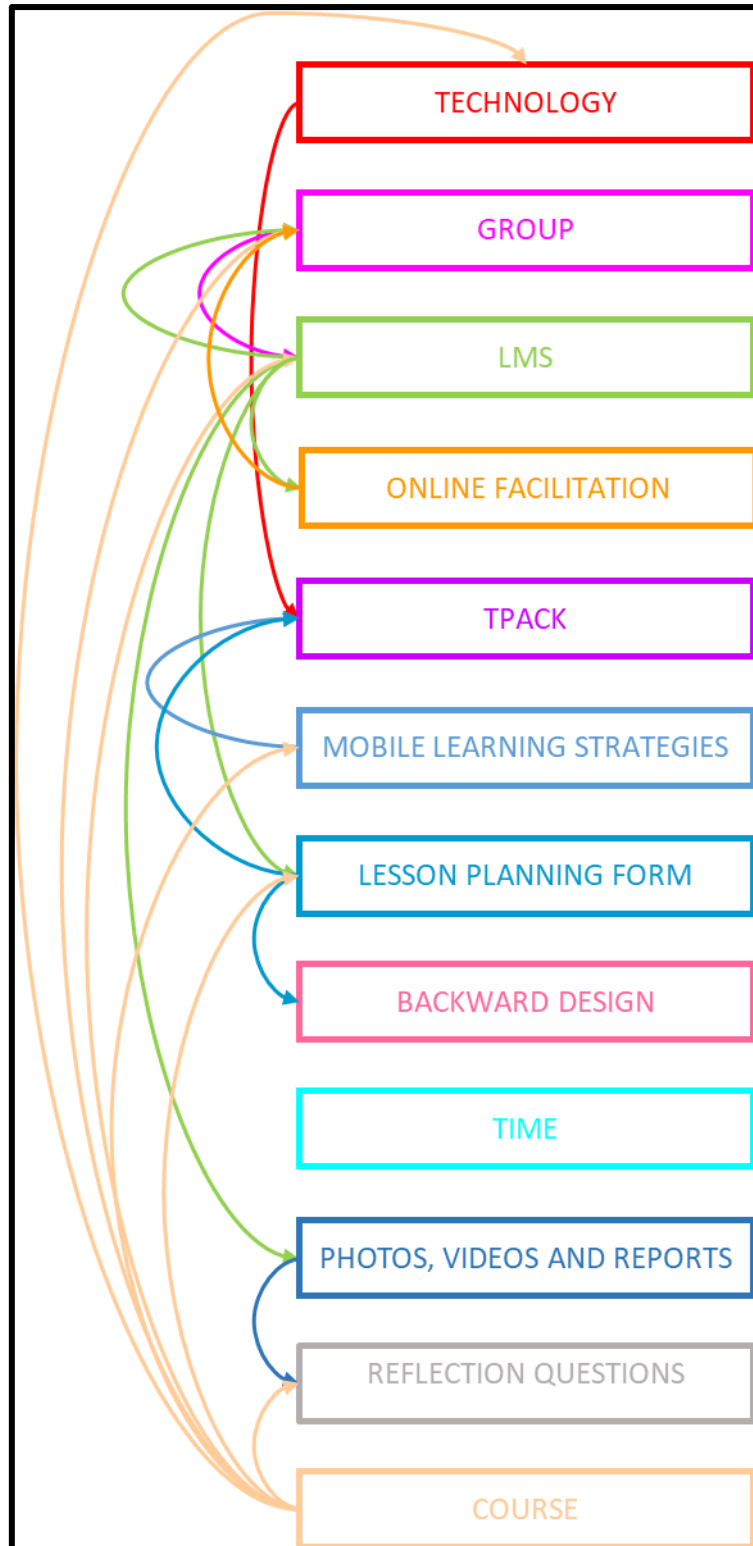 TECHNOLOGY
GROUP
LMS
ONLINE FACILITATION
TPACK
MOBILE LEARNING STRATEGIES
LESSON PLANNING FORM
BACKWARD DESIGN
TIME
PHOTOS, VIDEOS AND REPORTS
REFLECTION QUESTIONS
COURSE